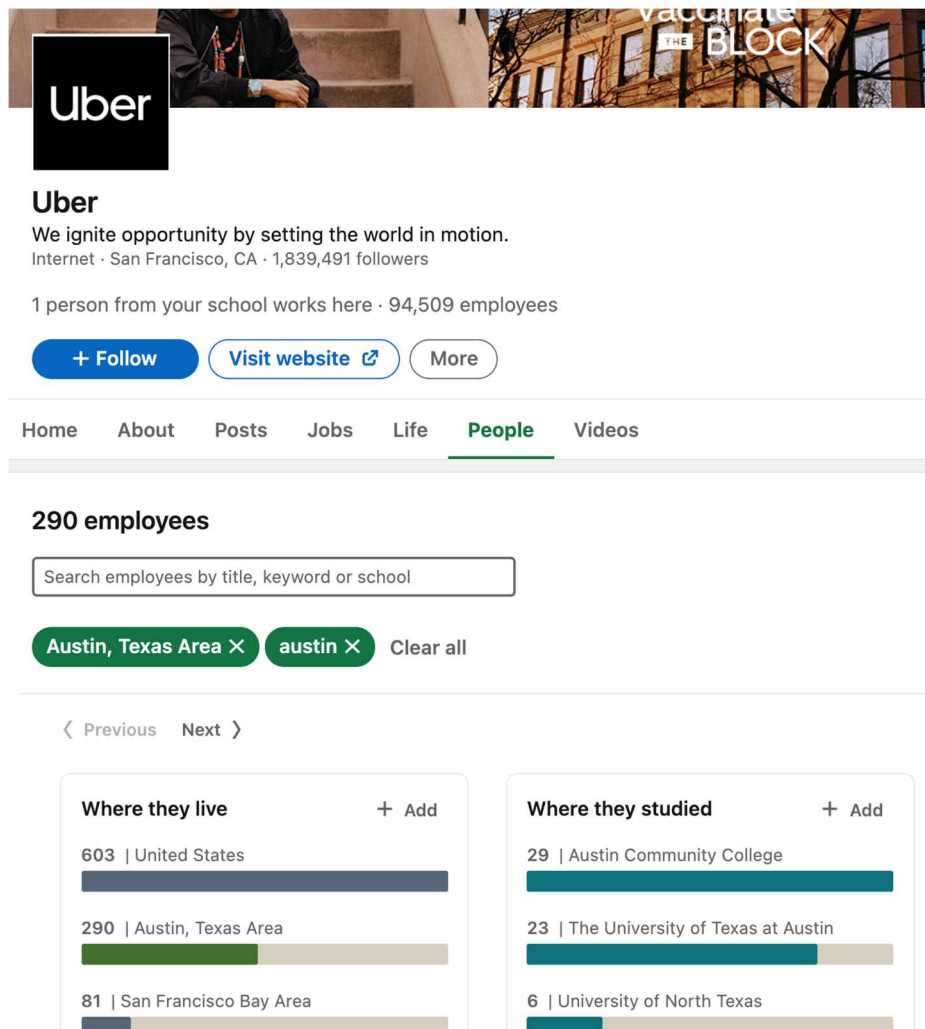 Vaccinate
THE BLOCK
Uber
Uber
We ignite opportunity by setting the world in motion.
Internet · San Francisco, CA · 1,839,491 followers
1 person from your school works here · 94,509 employees
+ Follow Visit website More
Home About Posts Jobs Life People Videos
290 employees
Search employees by title, keyword or school
Austin, Texas Area × austin × Clear all
Previous Next
Where they live + Add
603 | United States
290 | Austin, Texas Area
81 | San Francisco Bay Area
Where they studied + Add
29 | Austin Community College
23 | The University of Texas at Austin
6 | University of North Texas